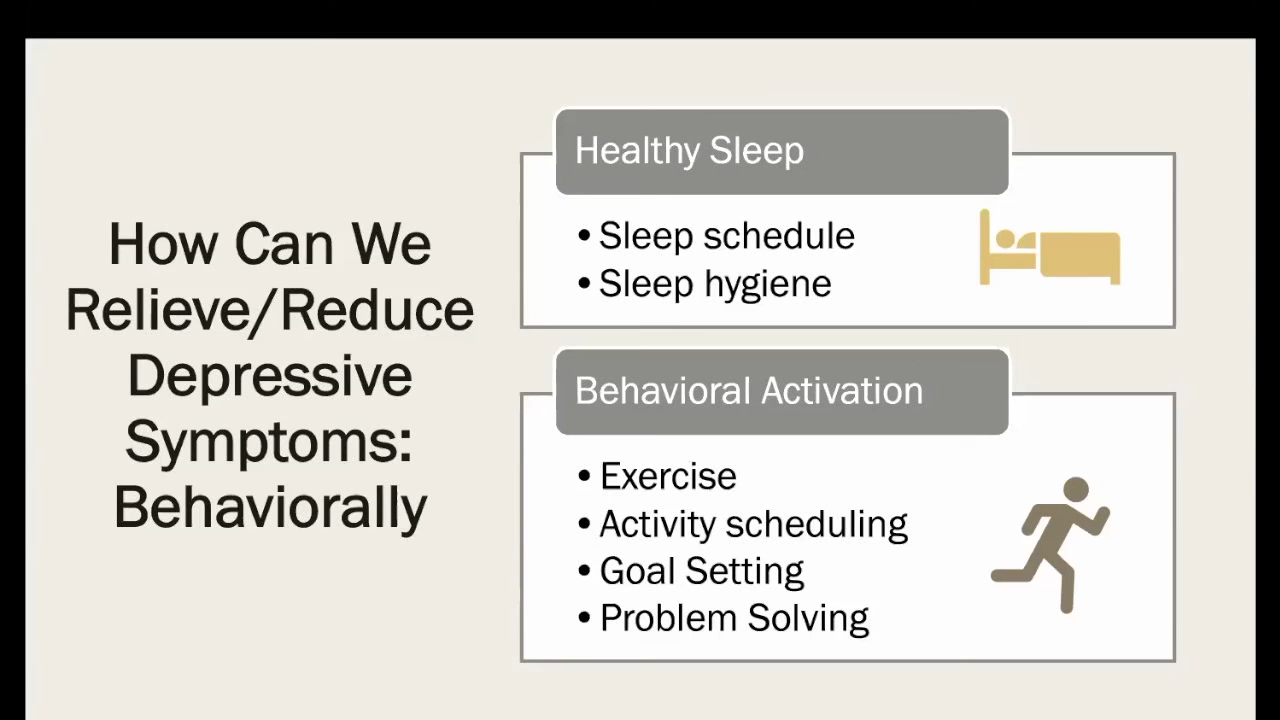 How Can We
Relieve/Reduce
Depressive
Symptoms:
Behaviorally
Healthy Sleep
• Sleep schedule
• Sleep hygiene
Behavioral Activation
• Exercise
• Activity scheduling
• Goal Setting
• Problem Solving